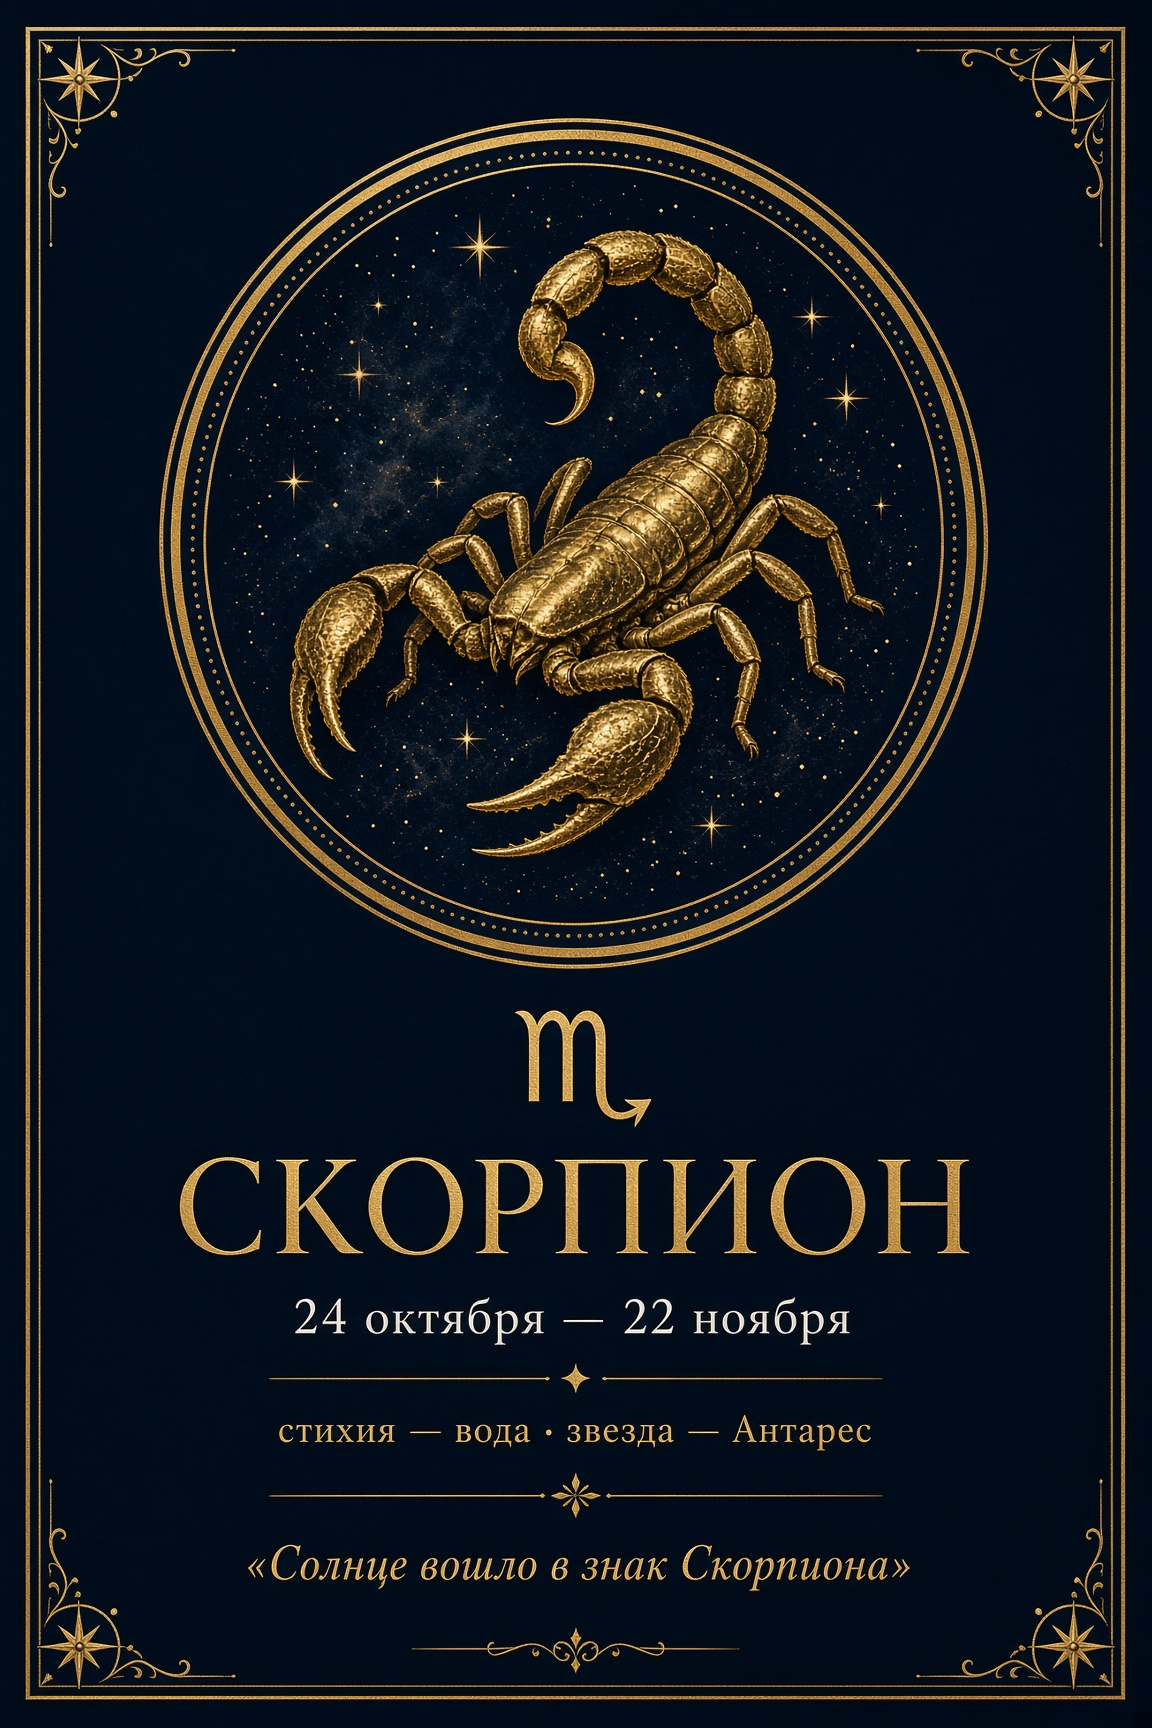 ♏
СКОРПИОН
24 октября — 22 ноября
стихия — вода · звезда — Антарес
«Солнце вошло в знак Скорпиона»